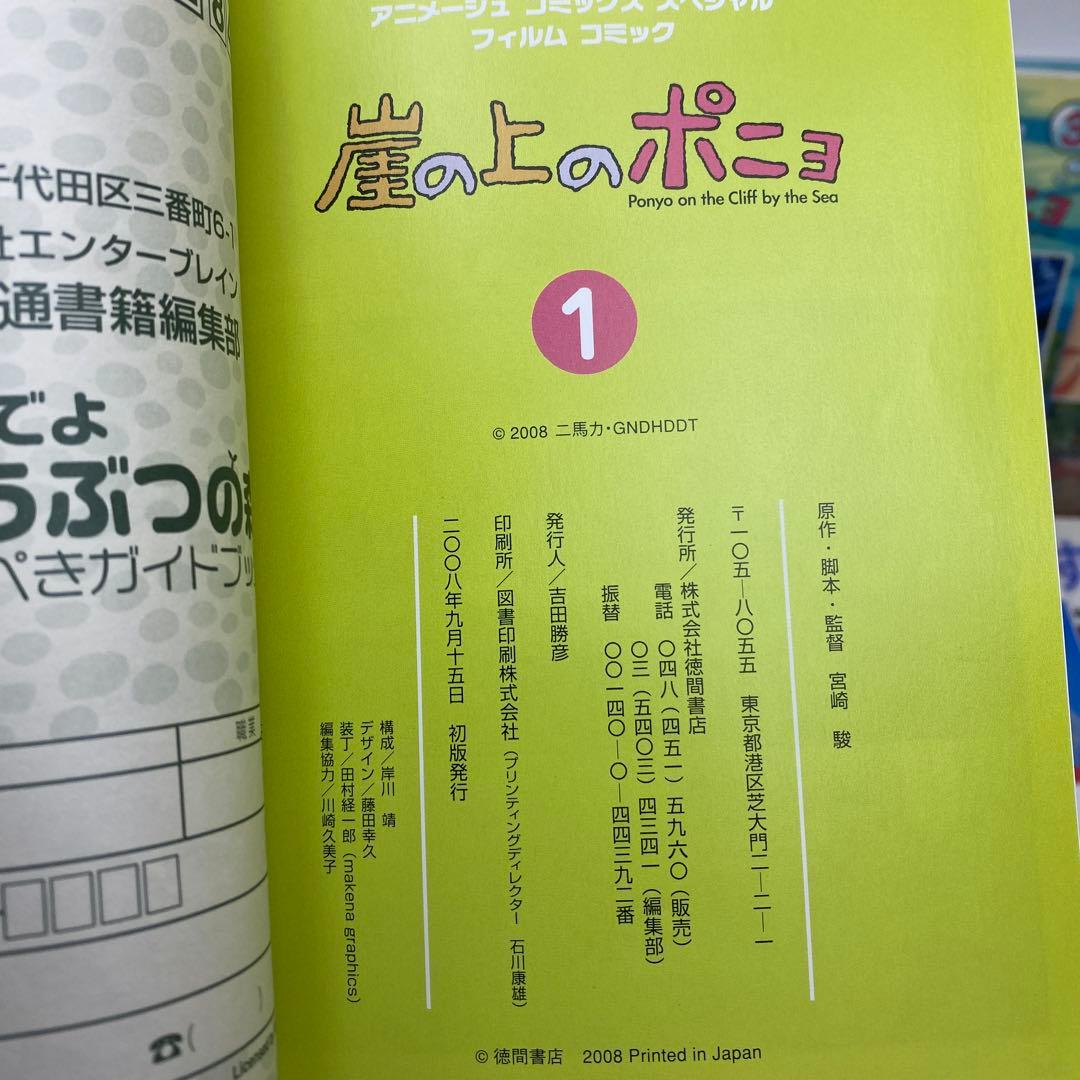 アニメージュ コミックス スペシャル
フィルム コミック
崖の上のポニョ
Ponyo on the Cliff by the Sea
1
© 2008 二馬力・GNDHDDT
原作・脚本・監督 宮崎 駿
〒一〇五―八〇五五 東京都港区芝大門二―二―一
発行所／株式会社徳間書店
電話 〇四八（四五一）五九六〇（販売）
〇三（五四〇三）四三四一（編集部）
振替 〇〇一四〇―〇―四四三九二番
発行人／吉田勝彦
印刷所／図書印刷株式会社（プリンティングディレクター 石川康雄）
二〇〇八年九月十五日 初版発行
構成／岸川 靖
デザイン／藤田幸久
装丁／田村経一郎（makena graphics）
編集協力／川崎久美子
© 徳間書店 2008 Printed in Japan
千代田区三番町6-1
社エンターブレイン
通書籍編集部
でよ
うぶつの森
ぺきガイドブッ
☎(
)
3